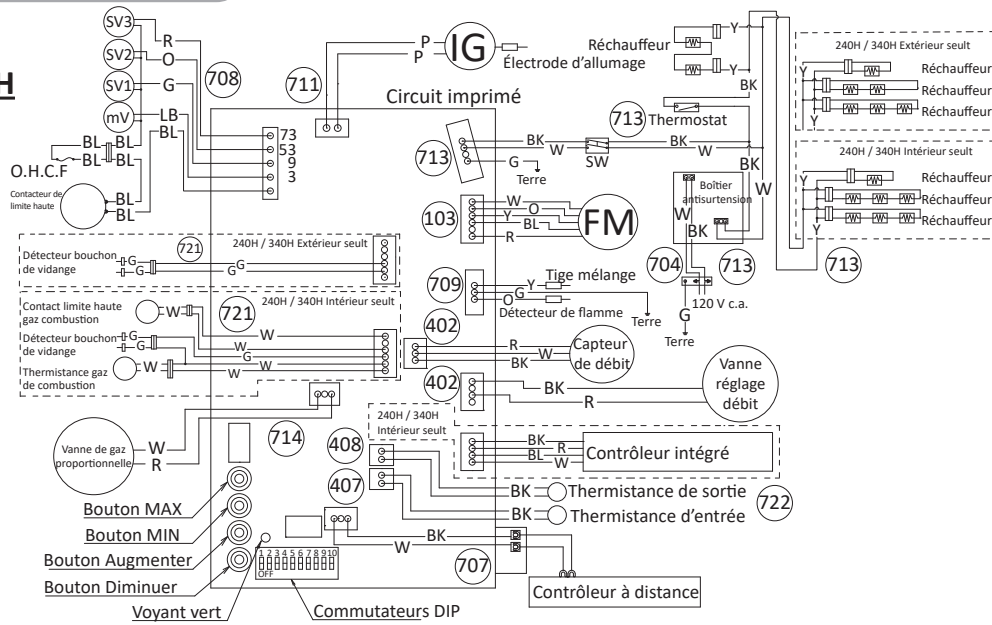 H
SV3
SV2
SV1
mV
R
O
G
LB
BL
BL
BL
BL
BL
O.H.C.F
Contacteur de
limite haute
BL
BL
708
73
53
9
3
711
P
P
IG
Électrode d'allumage
Circuit imprimé
713
BK
W
G
Terre
SW
BK
W
Réchauffeur
Y
Y
BK
BK
713
Thermostat
BK
W
Boîtier
antisurtension
W
BK
704
713
120 V c.a.
G
Terre
240H / 340H Extérieur seult
Y
Y
Réchauffeur
Réchauffeur
Réchauffeur
240H / 340H Intérieur seult
Y
Y
Réchauffeur
Réchauffeur
Réchauffeur
713
103
W
O
Y
BL
R
FM
721
240H / 340H Extérieur seult
Détecteur bouchon
de vidange
G
G
G
G
709
Y
G
O
Tige mélange
Détecteur de flamme
Terre
Contact limite haute
gaz combustion
W
721
240H / 340H Intérieur seult
Détecteur bouchon
de vidange
G
G
Thermistance gaz
de combustion
W
W
W
G
W
W
402
R
W
BK
Capteur
de débit
402
BK
R
Vanne
réglage
débit
Vanne de gaz
proportionnelle
W
R
714
240H / 340H
Intérieur seult
BK
R
BL
W
Contrôleur intégré
408
407
BK
Thermistance de sortie
BK
Thermistance d'entrée
722
Bouton MAX
Bouton MIN
Bouton Augmenter
Bouton Diminuer
Voyant vert
1 2 3 4 5 6 7 8 9 10
OFF
Commutateurs DIP
BK
W
707
Contrôleur à distance